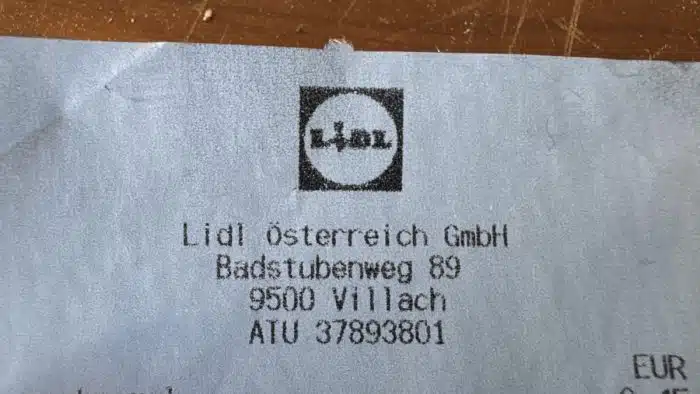 LIDL
Lidl Österreich GmbH
Badstubenweg 89
9500 Villach
ATU 37893801
EUR